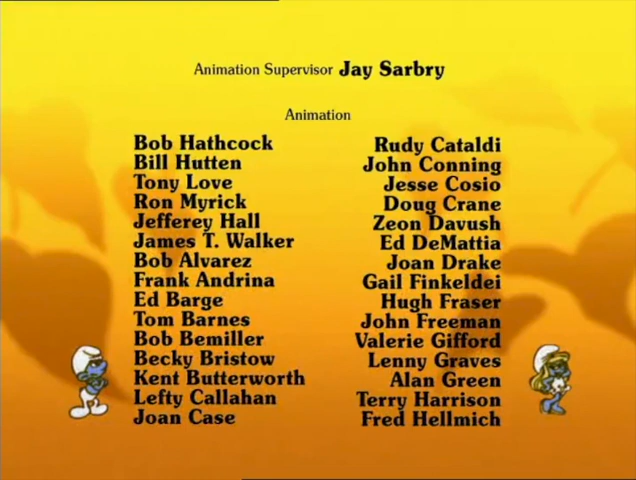 Animation Supervisor Jay Sarbry
Animation
Bob Hathcock
Bill Hutten
Tony Love
Ron Myrick
Jefferey Hall
James T. Walker
Bob Alvarez
Frank Andrina
Ed Barge
Tom Barnes
Bob Bemiller
Becky Bristow
Kent Butterworth
Lefty Callahan
Joan Case
Rudy Cataldi
John Conning
Jesse Cosio
Doug Crane
Zeon Davush
Ed DeMattia
Joan Drake
Gail Finkeldei
Hugh Fraser
John Freeman
Valerie Gifford
Lenny Graves
Alan Green
Terry Harrison
Fred Hellmich